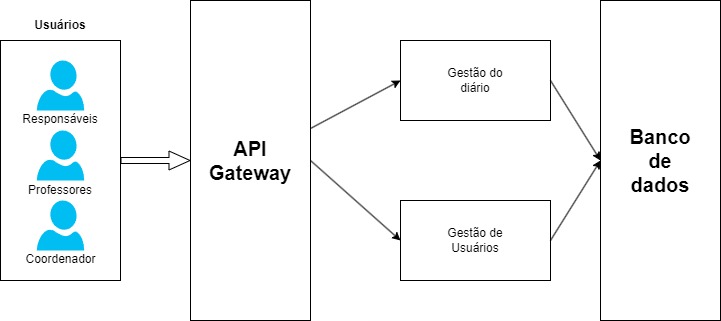 Usuários
Responsáveis
Professores
Coordenador
API
Gateway
Gestão do
diário
Gestão de
Usuários
Banco
de
dados